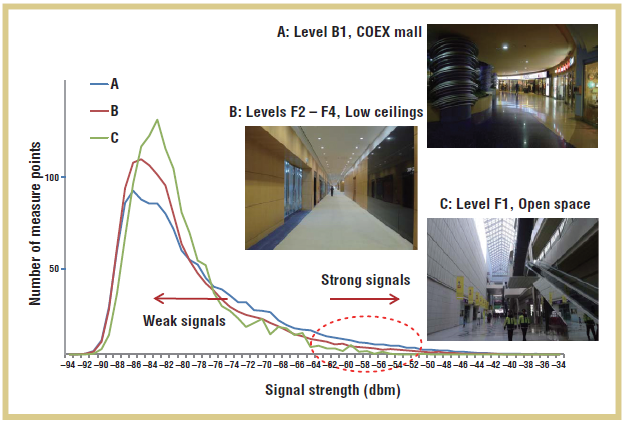 A: Level B1, COEX mall
A
B
C
B: Levels F2 – F4, Low ceilings
C: Level F1, Open space
Number of measure points
100
50
Strong signals
Weak signals
–94 –92 –90 –88 –86 –84 –82 –80 –78 –76 –74 –72 –70 –68 –66 –64 –62 –60 –58 –56 –54 –52 –50 –48 –46 –44 –42 –40 –38 –36 –34
Signal strength (dbm)